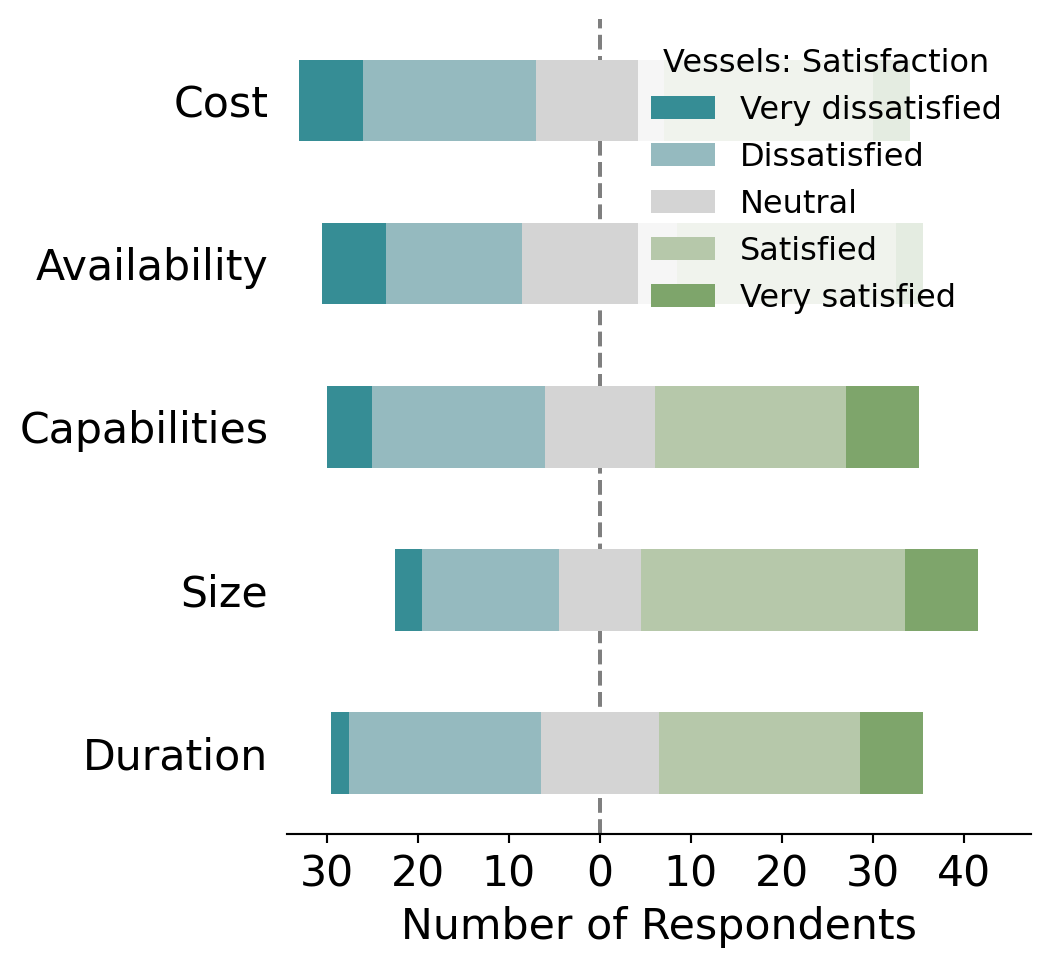 Vessels: Satisfaction
Very dissatisfied
Dissatisfied
Neutral
Satisfied
Very satisfied
Cost
Availability
Capabilities
Size
Duration
30 20 10 0 10 20 30 40
Number of Respondents